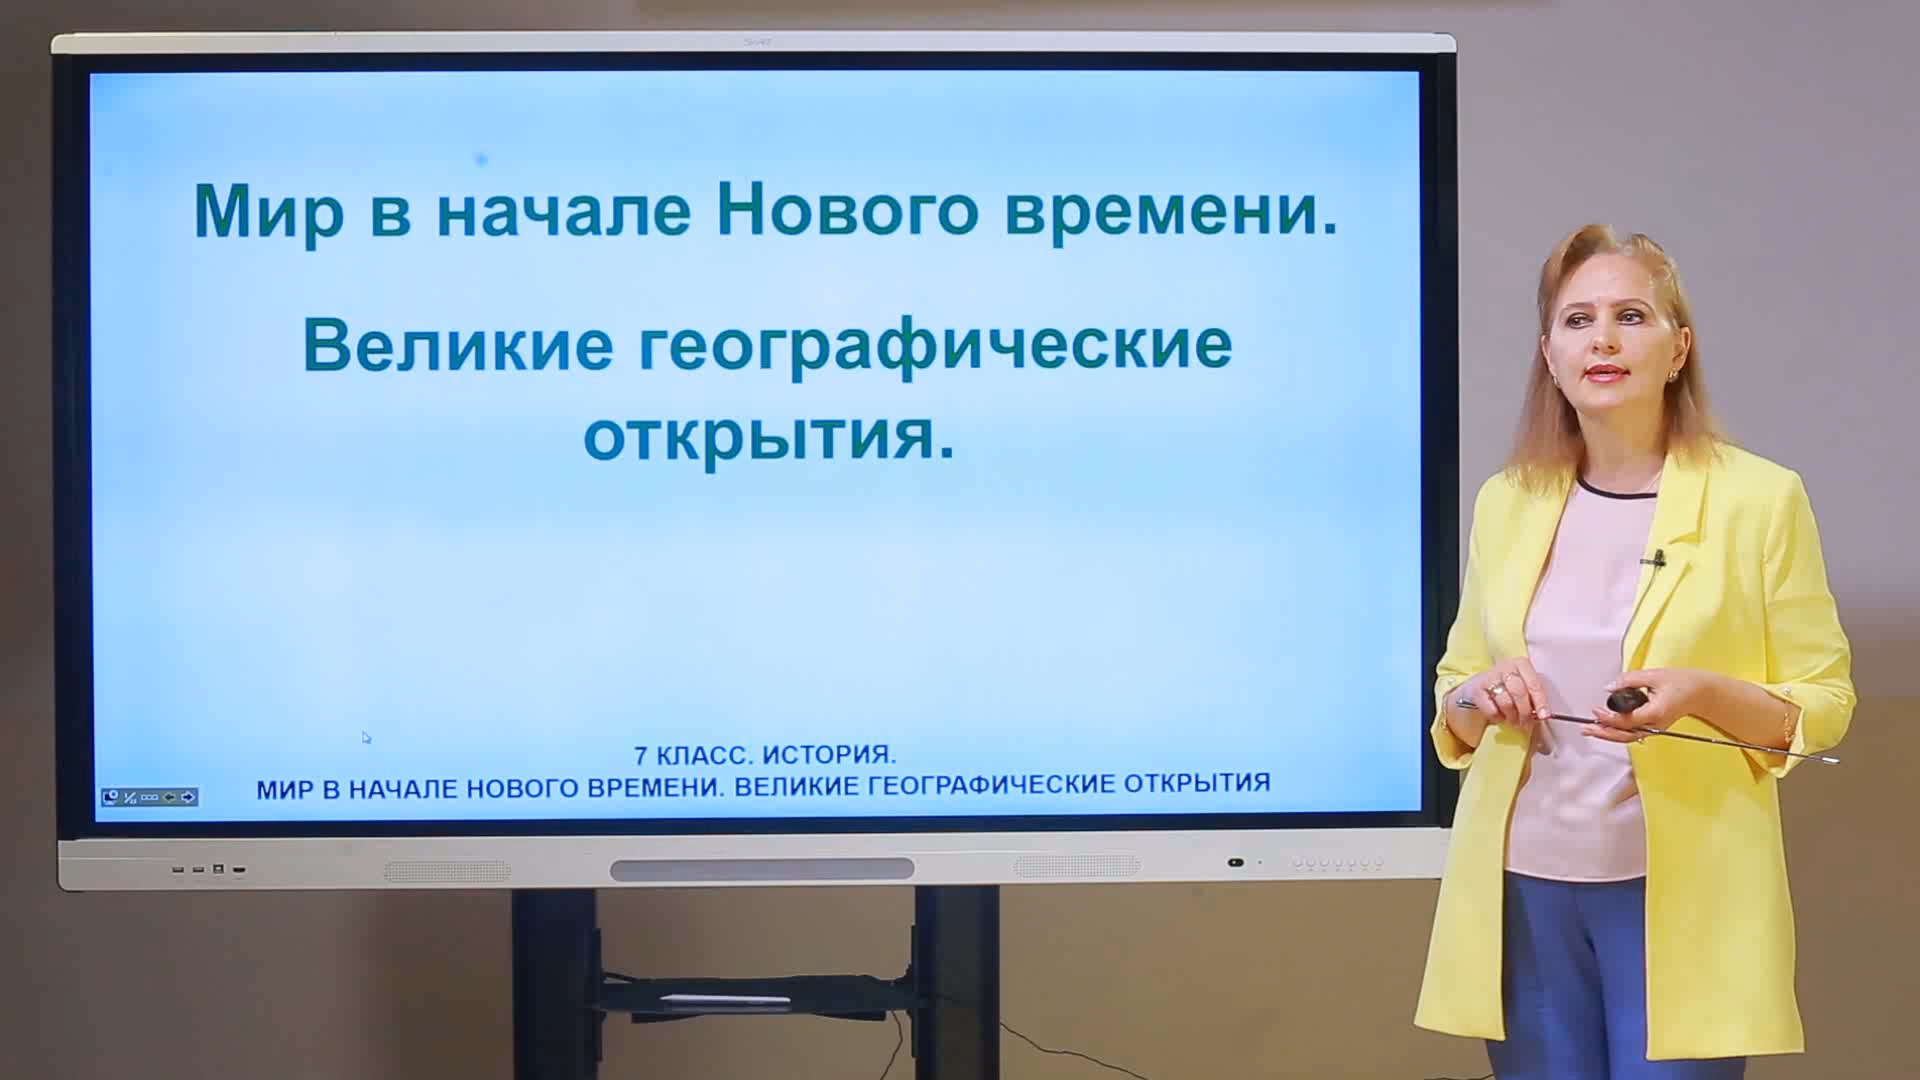 Мир в начале Нового времени.
Великие географические
открытия.
7 КЛАСС. ИСТОРИЯ.
МИР В НАЧАЛЕ НОВОГО ВРЕМЕНИ. ВЕЛИКИЕ ГЕОГРАФИЧЕСКИЕ ОТКРЫТИЯ